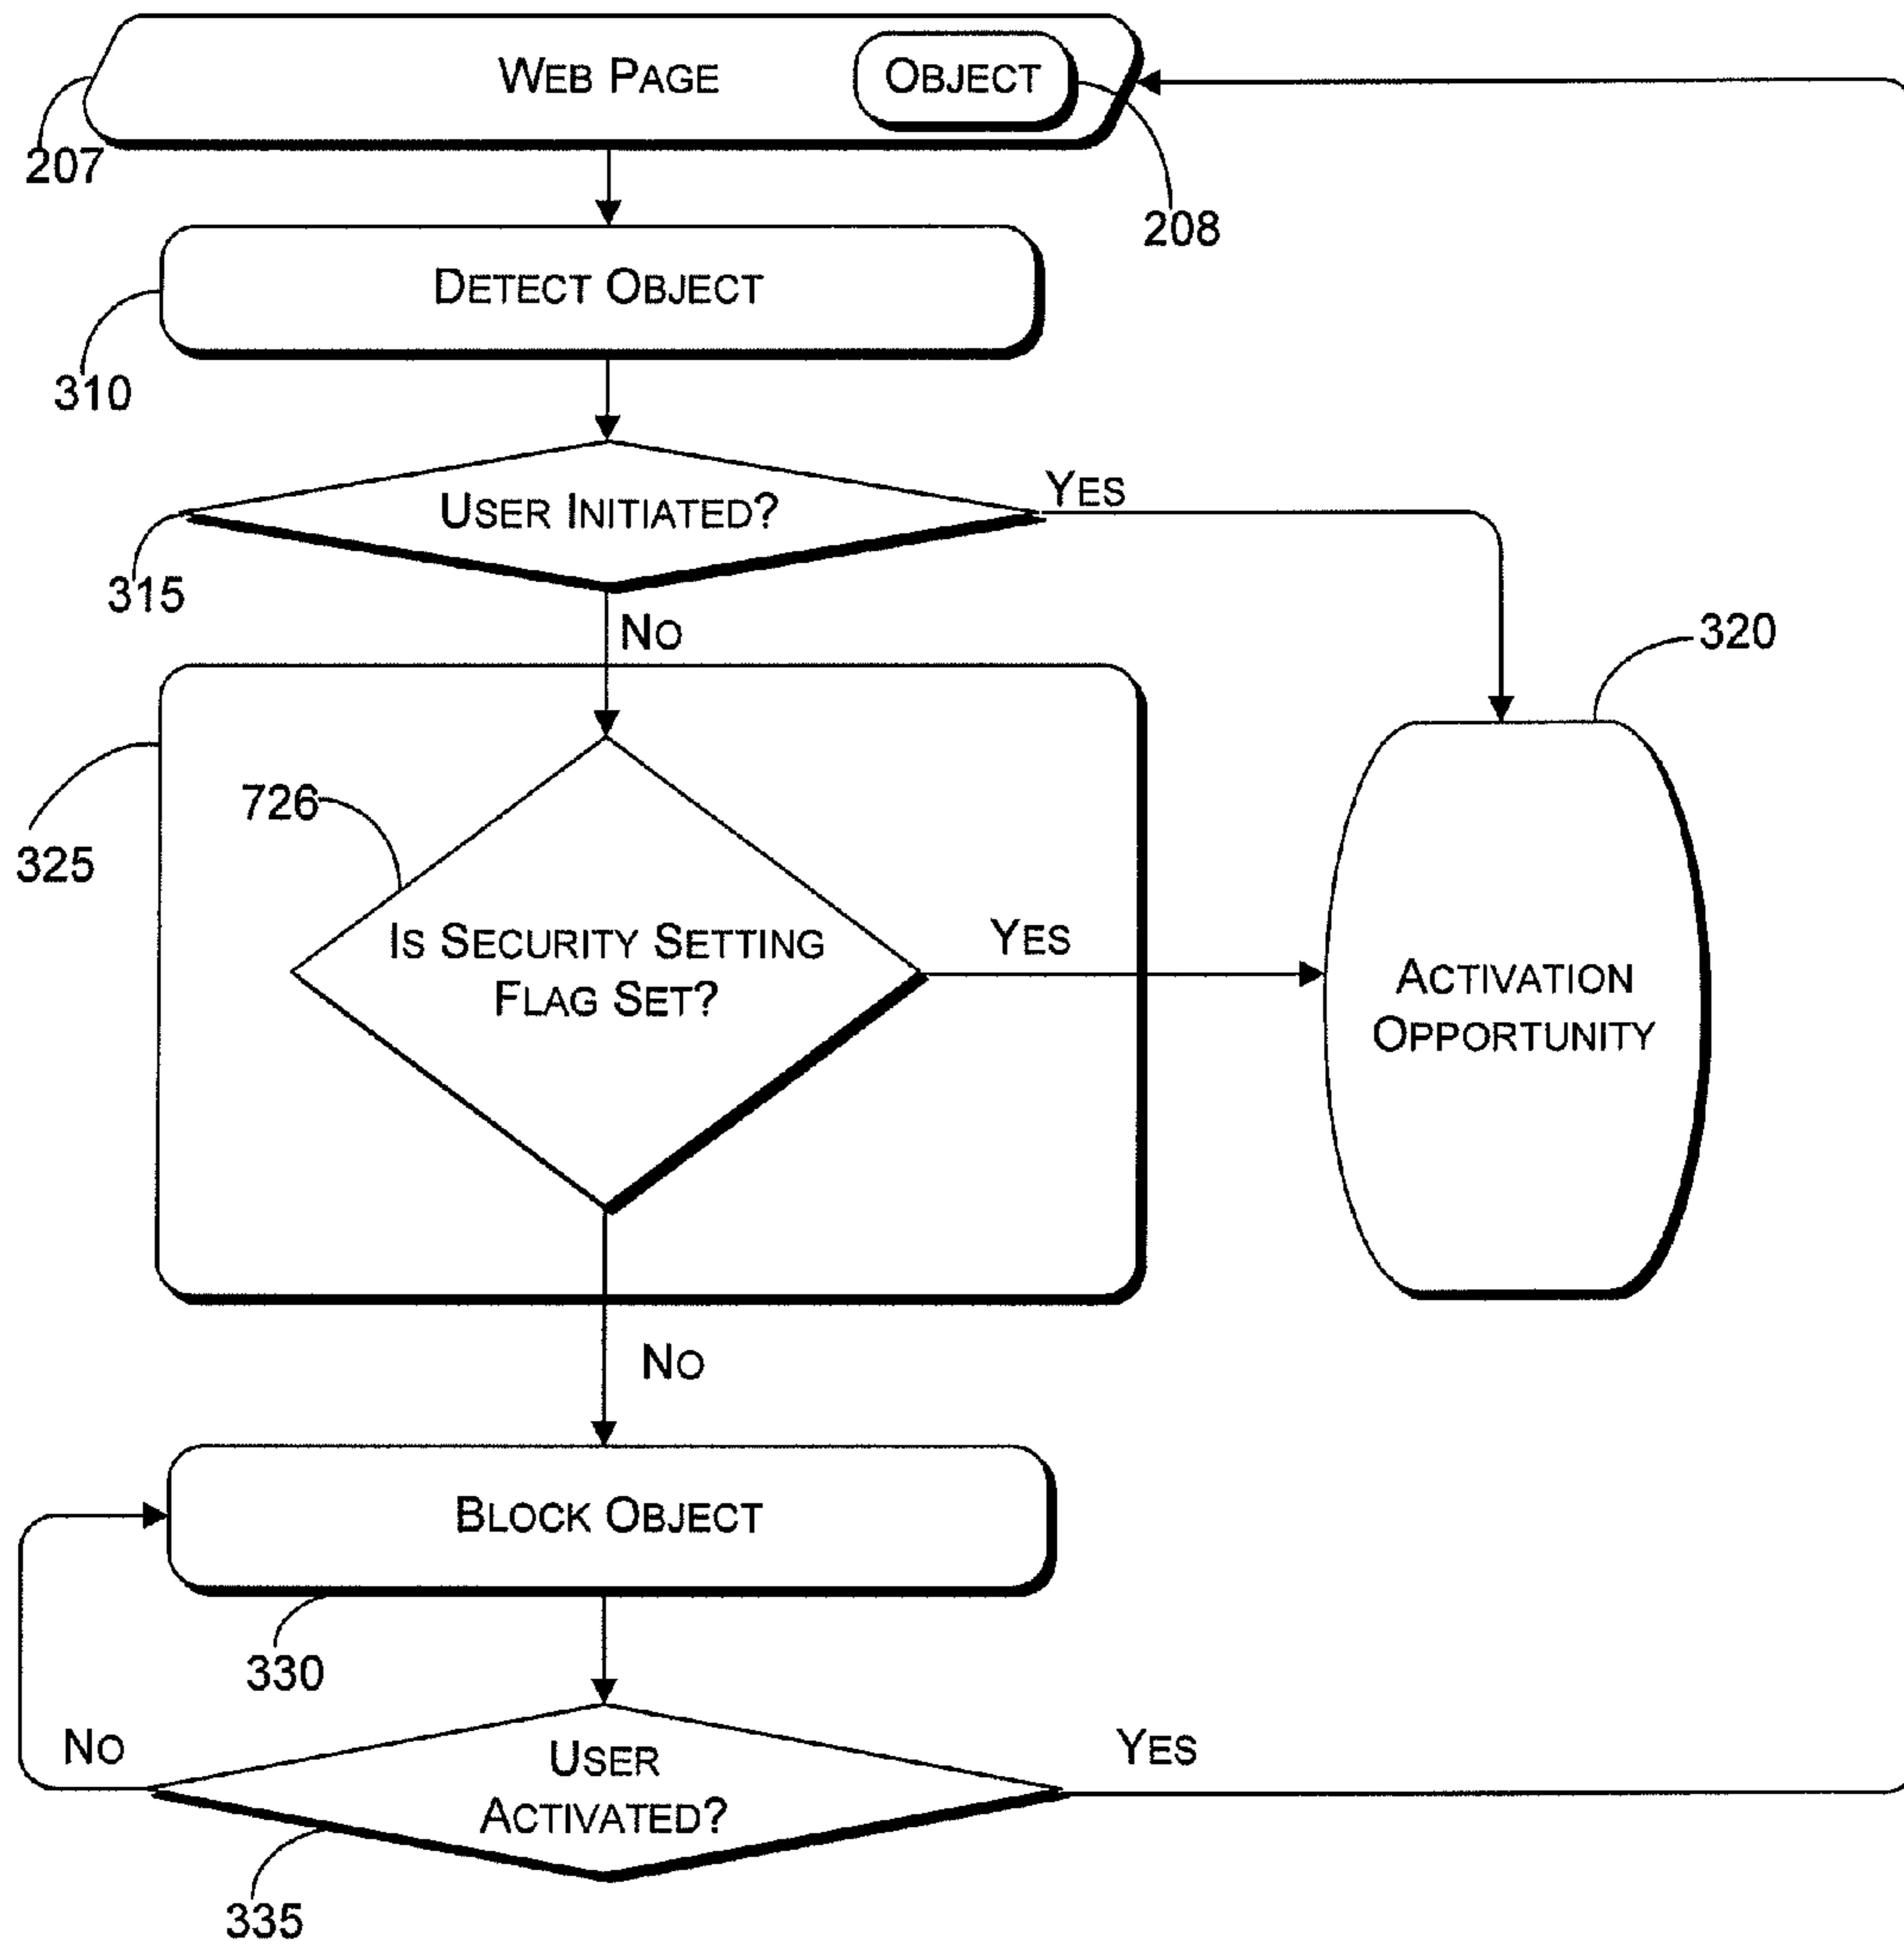 WEB PAGE
OBJECT
207
208
DETECT OBJECT
310
USER INITIATED?
YES
315
NO
320
726
325
IS SECURITY SETTING
FLAG SET?
YES
ACTIVATION
OPPORTUNITY
NO
BLOCK OBJECT
330
NO
USER
ACTIVATED?
YES
335